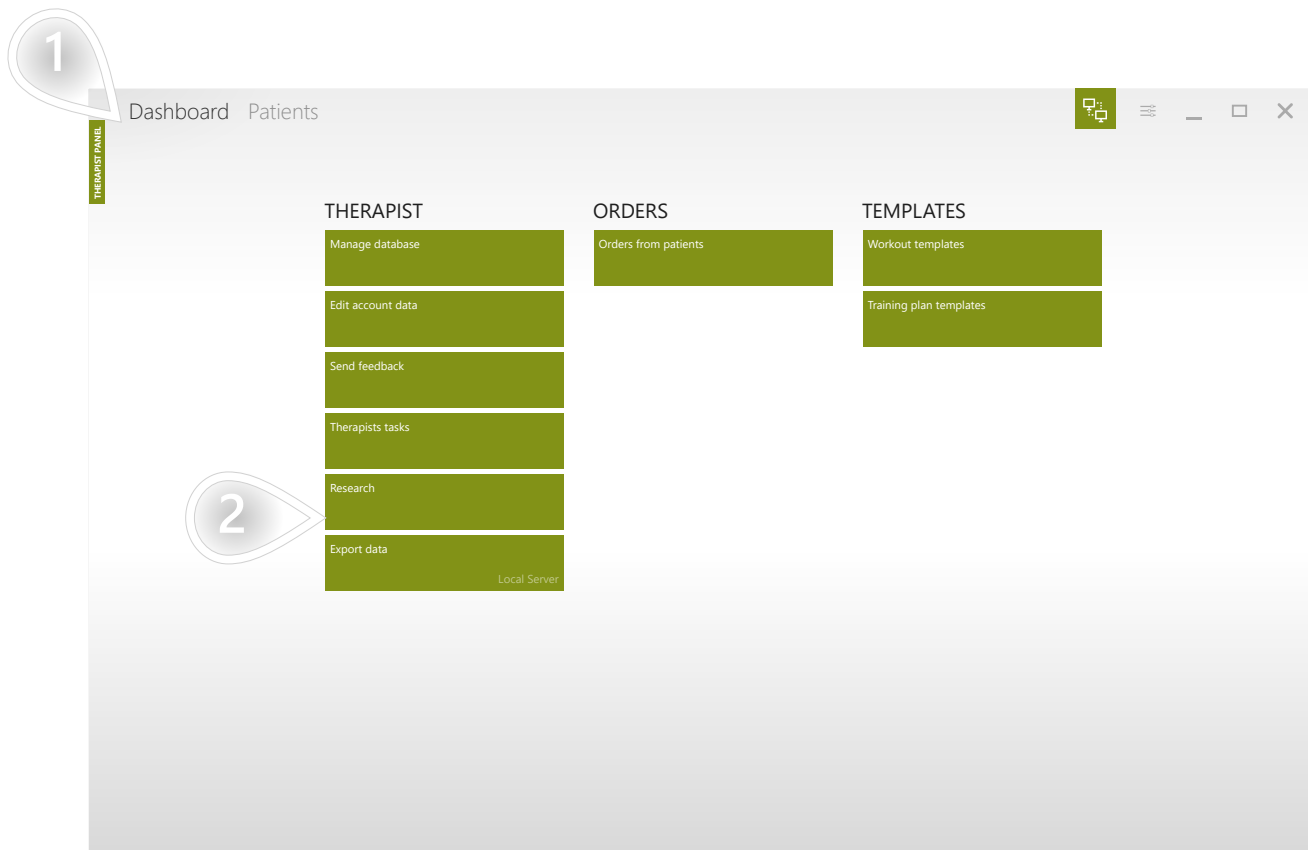 1
Dashboard Patients
THERAPIST PANEL
THERAPIST
Manage database
Edit account data
Send feedback
Therapists tasks
Research
2
Export data
Local Server
ORDERS
Orders from patients
TEMPLATES
Workout templates
Training plan templates